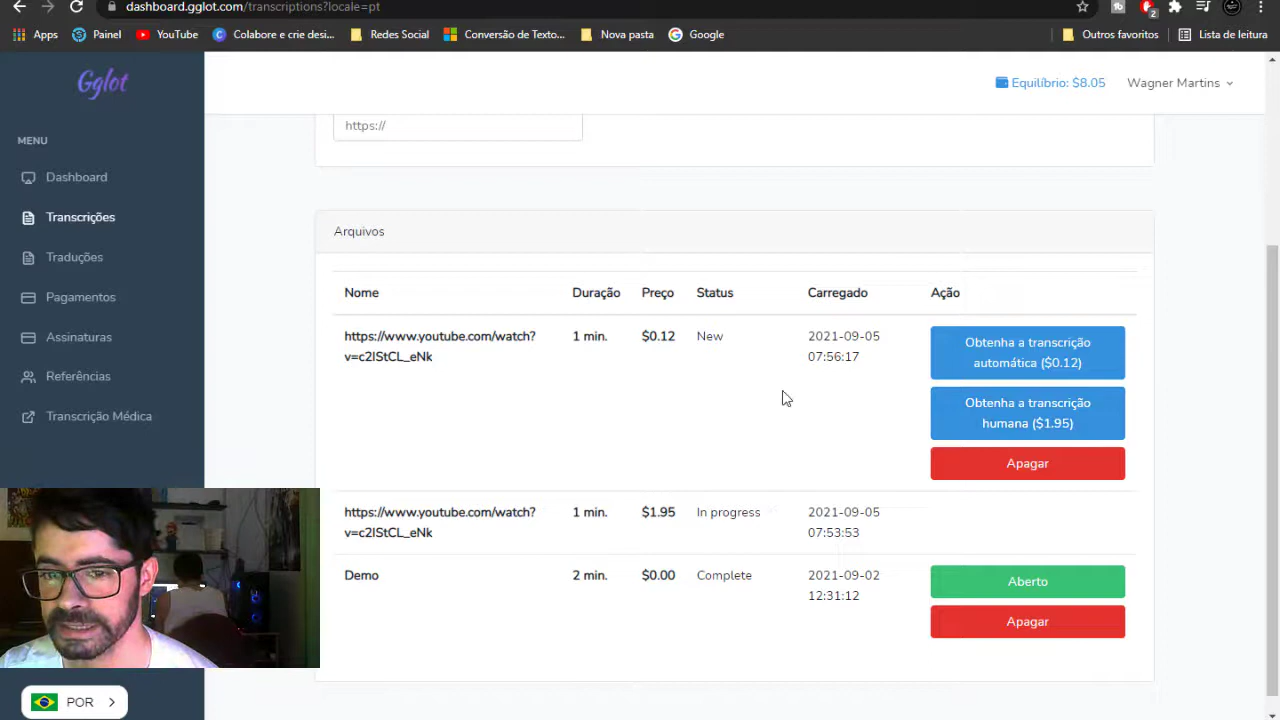 dashboard.gglot.com/transcriptions?locale=pt
2
Apps Painel YouTube Colabore e crie desi... Redes Social Conversão de Texto... Nova pasta Google Outros favoritos Lista de leitura
Gglot
Equilíbrio: $8.05 Wagner Martins
MENU
Dashboard
Transcrições
Traduções
Pagamentos
Assinaturas
Referências
Transcrição Médica
POR
https://
Arquivos
Nome Duração Preço Status Carregado Ação
https://www.youtube.com/watch?
v=c2IStCL_eNk
1 min. $0.12 New
2021-09-05
07:56:17
Obtenha a transcrição
automática ($0.12)
Obtenha a transcrição
humana ($1.95)
Apagar
https://www.youtube.com/watch?
v=c2IStCL_eNk
1 min. $1.95 In progress
2021-09-05
07:53:53
Demo 2 min. $0.00 Complete
2021-09-02
12:31:12
Aberto
Apagar